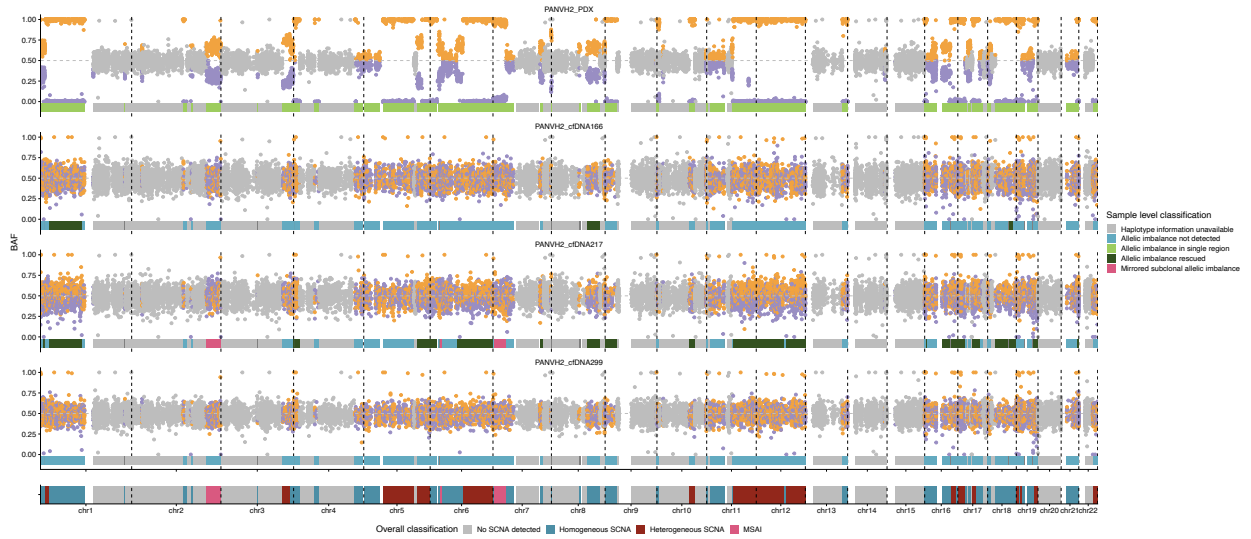 PANVH2_PDX
1.00
0.75
0.50
0.25
0.00
PANVH2_cfDNA166
1.00
0.75
0.50
0.25
0.00
PANVH2_cfDNA217
1.00
0.75
0.50
0.25
0.00
PANVH2_cfDNA299
1.00
0.75
0.50
0.25
0.00
BAF
Sample level classification
Haplotype information unavailable
Allelic imbalance not detected
Allelic imbalance in single region
Allelic imbalance rescued
Mirrored subclonal allelic imbalance
chr1 chr2 chr3 chr4 chr5 chr6 chr7 chr8 chr9 chr10 chr11 chr12 chr13 chr14 chr15 chr16 chr17 chr18 chr19 chr20 chr21 chr22
Overall classification No SCNA detected Homogeneous SCNA Heterogeneous SCNA MSAI